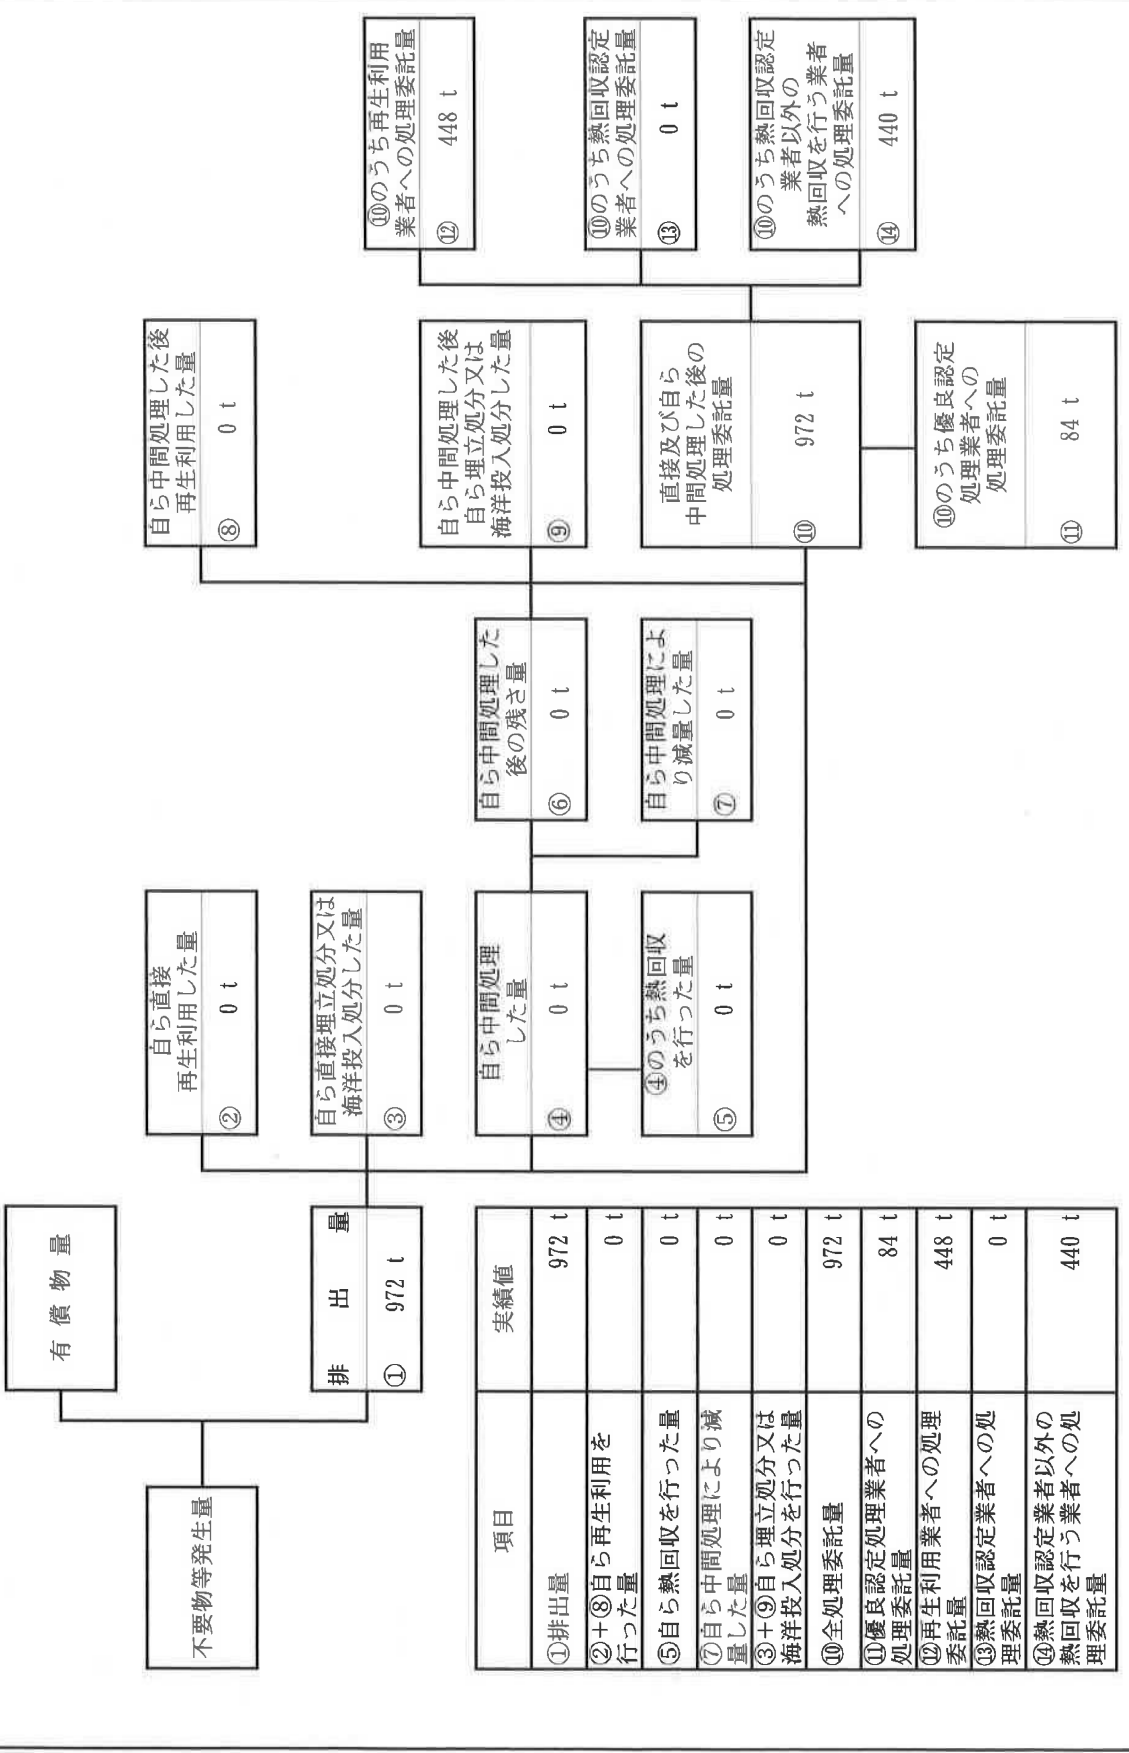 不要物等発生量
有償物量
排出量
① 972 t
自ら直接
再生利用した量
② 0 t
自ら直接埋立処分又は
海洋投入処分した量
③ 0 t
自ら中間処理
した量
④ 0 t
④のうち熱回収
を行った量
⑤ 0 t
自ら中間処理した
後の残さ量
⑥ 0 t
自ら中間処理によ
り減量した量
⑦ 0 t
自ら中間処理した後
再生利用した量
⑧ 0 t
自ら中間処理した後
自ら埋立処分又は
海洋投入処分した量
⑨ 0 t
直接及び自ら
中間処理した後の
処理委託量
⑩ 972 t
⑩のうち優良認定
処理業者への
処理委託量
⑪ 84 t
⑩のうち再生利用
業者への処理委託量
⑫ 448 t
⑩のうち熱回収認定
業者への処理委託量
⑬ 0 t
⑩のうち熱回収認定
業者以外の
熱回収を行う業者
への処理委託量
⑭ 440 t
項目 実績値
①排出量 972 t
②+⑧自ら再生利用を
行った量 0 t
⑤自ら熱回収を行った量 0 t
⑦自ら中間処理により減
量した量 0 t
③+⑨自ら埋立処分又は
海洋投入処分を行った量 0 t
⑩全処理委託量 972 t
⑪優良認定処理業者への
処理委託量 84 t
⑫再生利用業者への処理
委託量 448 t
⑬熱回収認定業者への処
理委託量 0 t
⑭熱回収認定業者以外の
熱回収を行う業者への処
理委託量 440 t